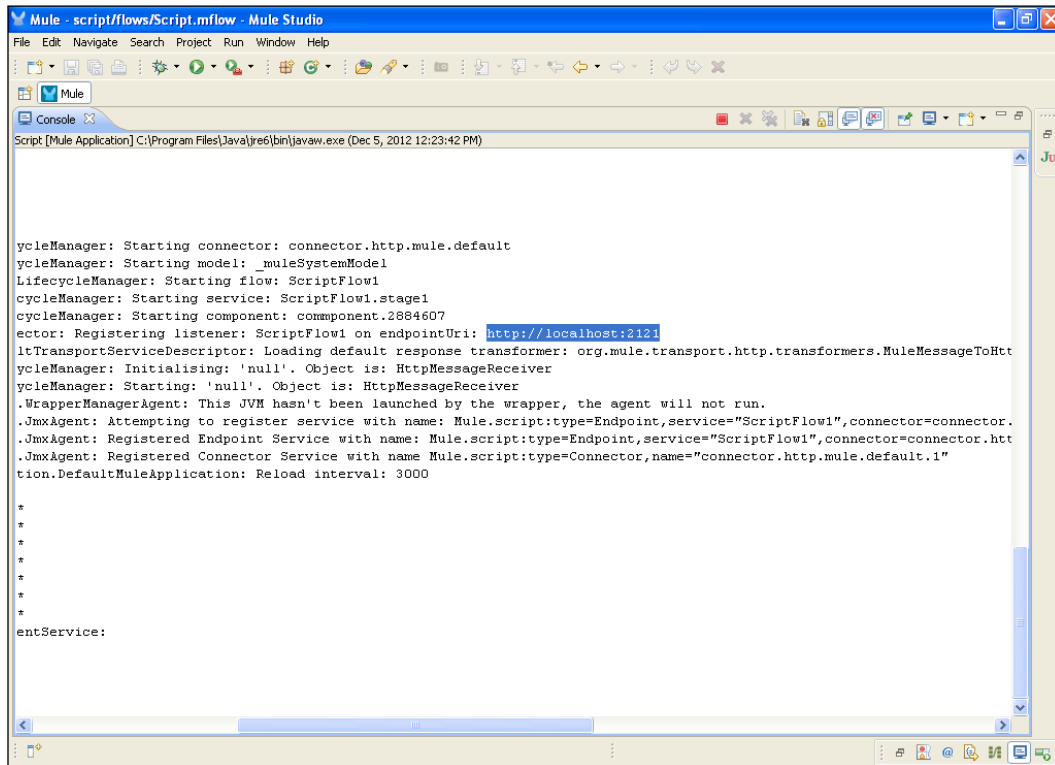 Mule - script/flows/Script.mflow - Mule Studio
File Edit Navigate Search Project Run Window Help
Mule
Console
Script [Mule Application] C:\Program Files\Java\jre6\bin\javaw.exe (Dec 5, 2012 12:23:42 PM)
Ju
ycleManager: Starting connector: connector.http.mule.default
ycleManager: Starting model: _muleSystemModel
LifecycleManager: Starting flow: ScriptFlow1
cycleManager: Starting service: ScriptFlow1.stage1
cycleManager: Starting component: commponent.2884607
ector: Registering listener: ScriptFlow1 on endpointUri: http://localhost:2121
ltTransportServiceDescriptor: Loading default response transformer: org.mule.transport.http.transformers.MuleMessageToHtt
ycleManager: Initialising: 'null'. Object is: HttpMessageReceiver
ycleManager: Starting: 'null'. Object is: HttpMessageReceiver
.WrapperManagerAgent: This JVM hasn't been launched by the wrapper, the agent will not run.
.JmxAgent: Attempting to register service with name: Mule.script:type=Endpoint,service="ScriptFlow1",connector=connector.
.JmxAgent: Registered Endpoint Service with name: Mule.script:type=Endpoint,service="ScriptFlow1",connector=connector.htt
.JmxAgent: Registered Connector Service with name Mule.script:type=Connector,name="connector.http.mule.default.1"
tion.DefaultMuleApplication: Reload interval: 3000
*
*
*
*
*
*
*
entService: